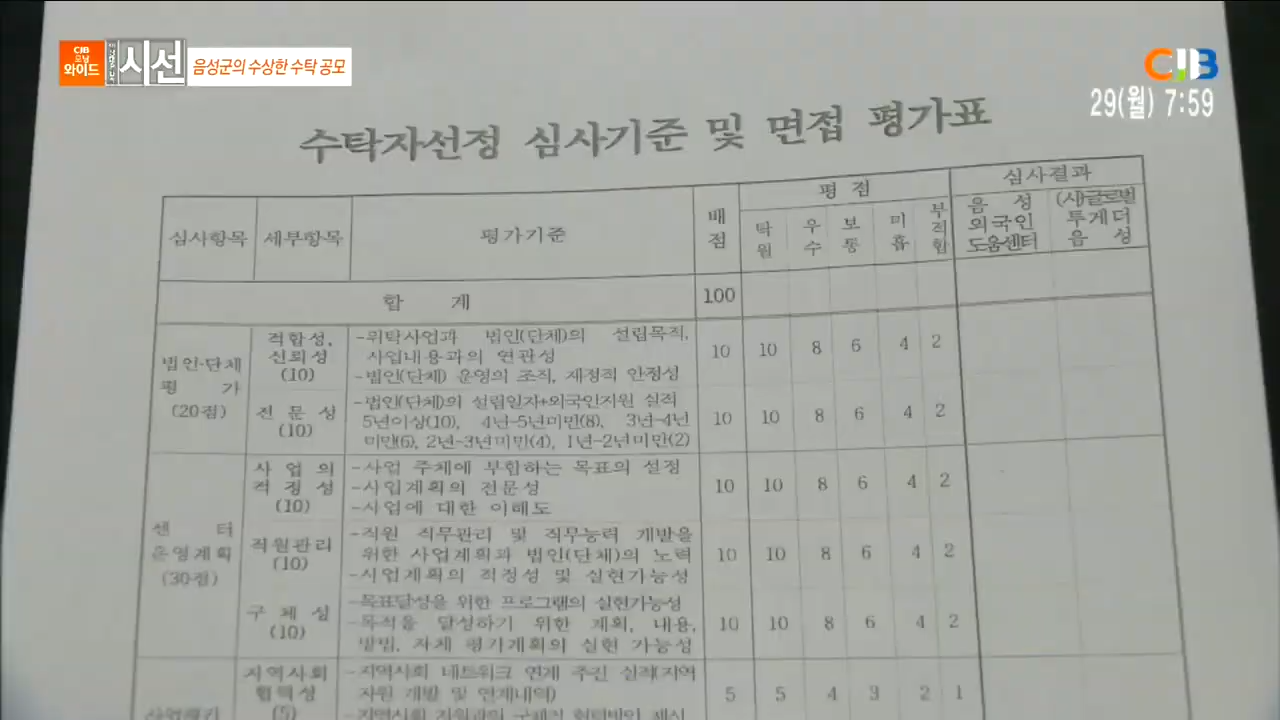 CJB
모닝
와이드
시선
음성군의 수상한 수탁 공모
CJB
29(월) 7:59
수탁자선정 심사기준 및 면접 평가표
심사항목 세부항목 평가기준 배점 평 점 심사결과
탁월 우수 보통 미흡 부적합 음성외국인도움센터 (사)글로벌투게더음성
합 계 100
법인·단체 평 가 (20점)
적합성, 신뢰성 (10)
-위탁사업과 법인(단체)의 설립목적,
사업내용과의 연관성
-법인(단체) 운영의 조직, 재정적 안정성
10 10 8 6 4 2
전 문 성 (10)
-법인(단체)의 설립일자+외국인지원 실적
5년이상(10), 4년-5년미만(8), 3년-4년
미만(6), 2년-3년미만(4), 1년-2년미만(2)
10 10 8 6 4 2
센 터 운영계획 (30점)
사 업 의 적 정 성 (10)
-사업 주체에 부합하는 목표의 설정
-사업계획의 전문성
-사업에 대한 이해도
10 10 8 6 4 2
직원관리 (10)
-직원 직무관리 및 직무능력 개발을
위한 사업계획과 법인(단체)의 노력
-사업계획의 적정성 및 실현가능성
10 10 8 6 4 2
구 체 성 (10)
-목표달성을 위한 프로그램의 실현가능성
-목적을 달성하기 위한 계획, 내용,
방법, 자체 평가계획의 실현 가능성
10 10 8 6 4 2
지역사회 협력성 (5)
-지역사회 네트워크 연계 추진 실적(지역
자원 개발 및 연계내역)
5 5 4 3 2 1